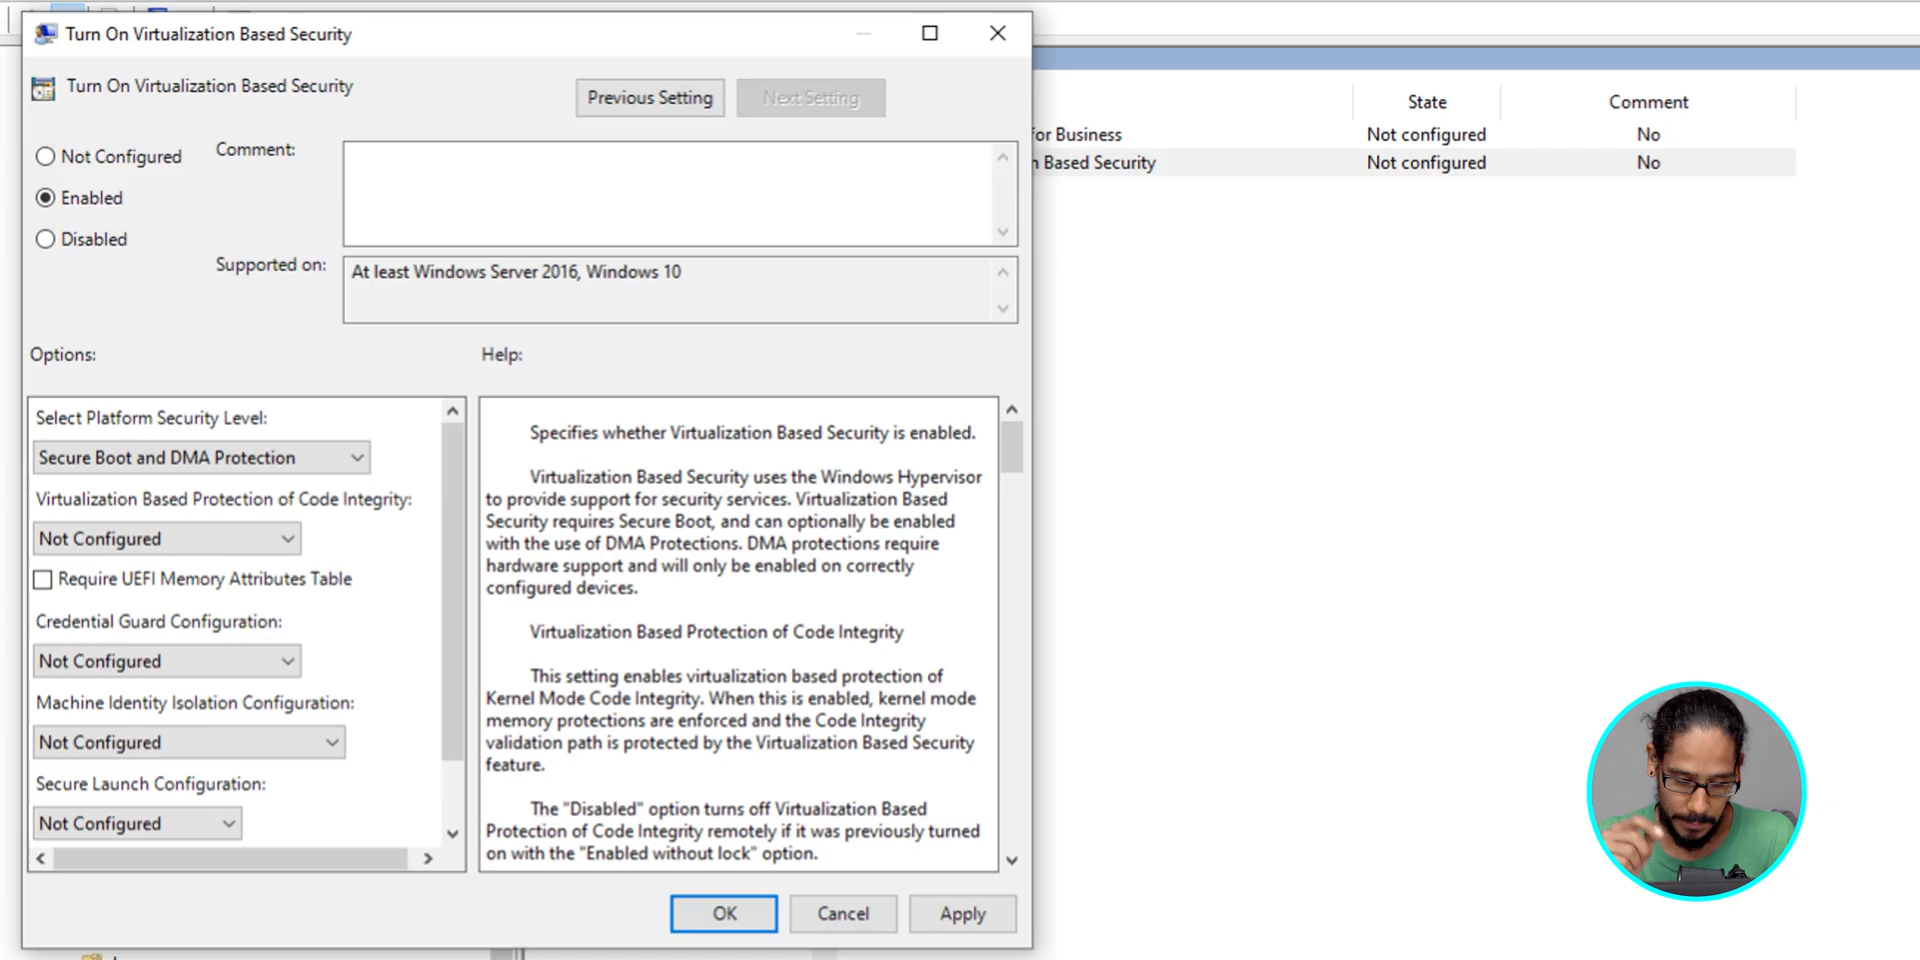 Turn On Virtualization Based Security
Turn On Virtualization Based Security
Previous Setting
Next Setting
Not Configured
Enabled
Disabled
Comment:
Supported on:
At least Windows Server 2016, Windows 10
Options:
Help:
Select Platform Security Level:
Secure Boot and DMA Protection
Virtualization Based Protection of Code Integrity:
Not Configured
Require UEFI Memory Attributes Table
Credential Guard Configuration:
Not Configured
Machine Identity Isolation Configuration:
Not Configured
Secure Launch Configuration:
Not Configured
Specifies whether Virtualization Based Security is enabled.
Virtualization Based Security uses the Windows Hypervisor
to provide support for security services. Virtualization Based
Security requires Secure Boot, and can optionally be enabled
with the use of DMA Protections. DMA protections require
hardware support and will only be enabled on correctly
configured devices.
Virtualization Based Protection of Code Integrity
This setting enables virtualization based protection of
Kernel Mode Code Integrity. When this is enabled, kernel mode
memory protections are enforced and the Code Integrity
validation path is protected by the Virtualization Based Security
feature.
The "Disabled" option turns off Virtualization Based
Protection of Code Integrity remotely if it was previously turned
on with the "Enabled without lock" option.
OK
Cancel
Apply
State
Comment
for Business
Not configured
No
n Based Security
Not configured
No